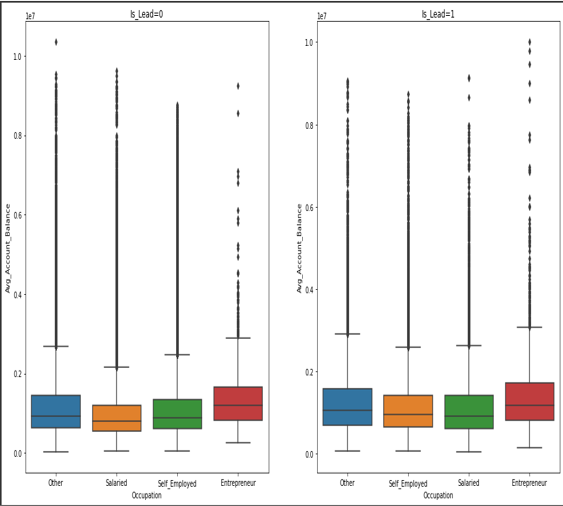 Is_Lead=0
1e7
1.0
0.8
0.6
0.4
0.2
0.0
Avg_Account_Balance
Other Salaried Self_Employed Entrepreneur
Occupation
Is_Lead=1
1e7
1.0
0.8
0.6
0.4
0.2
0.0
Avg_Account_Balance
Other Self_Employed Salaried Entrepreneur
Occupation